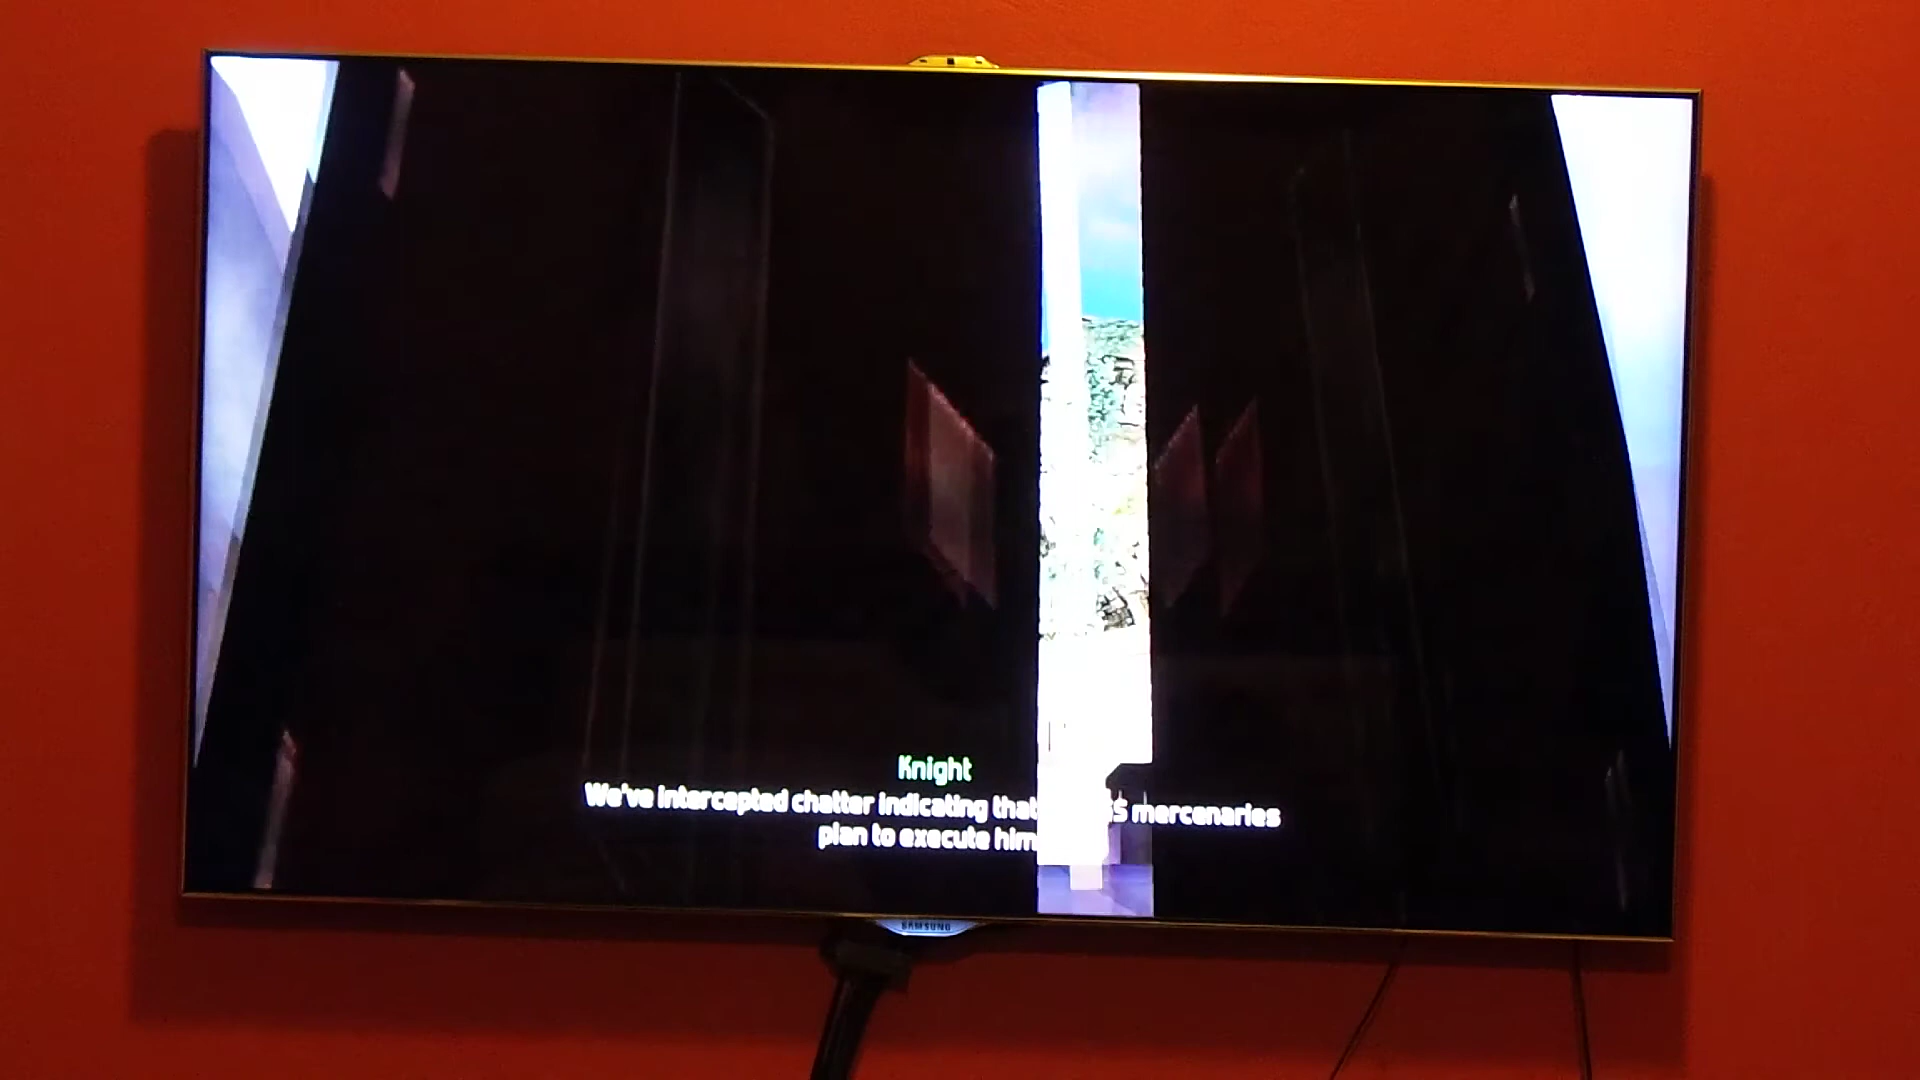 Knight
We've intercepted chatter indicating that mercenaries
plan to execute him
SAMSUNG